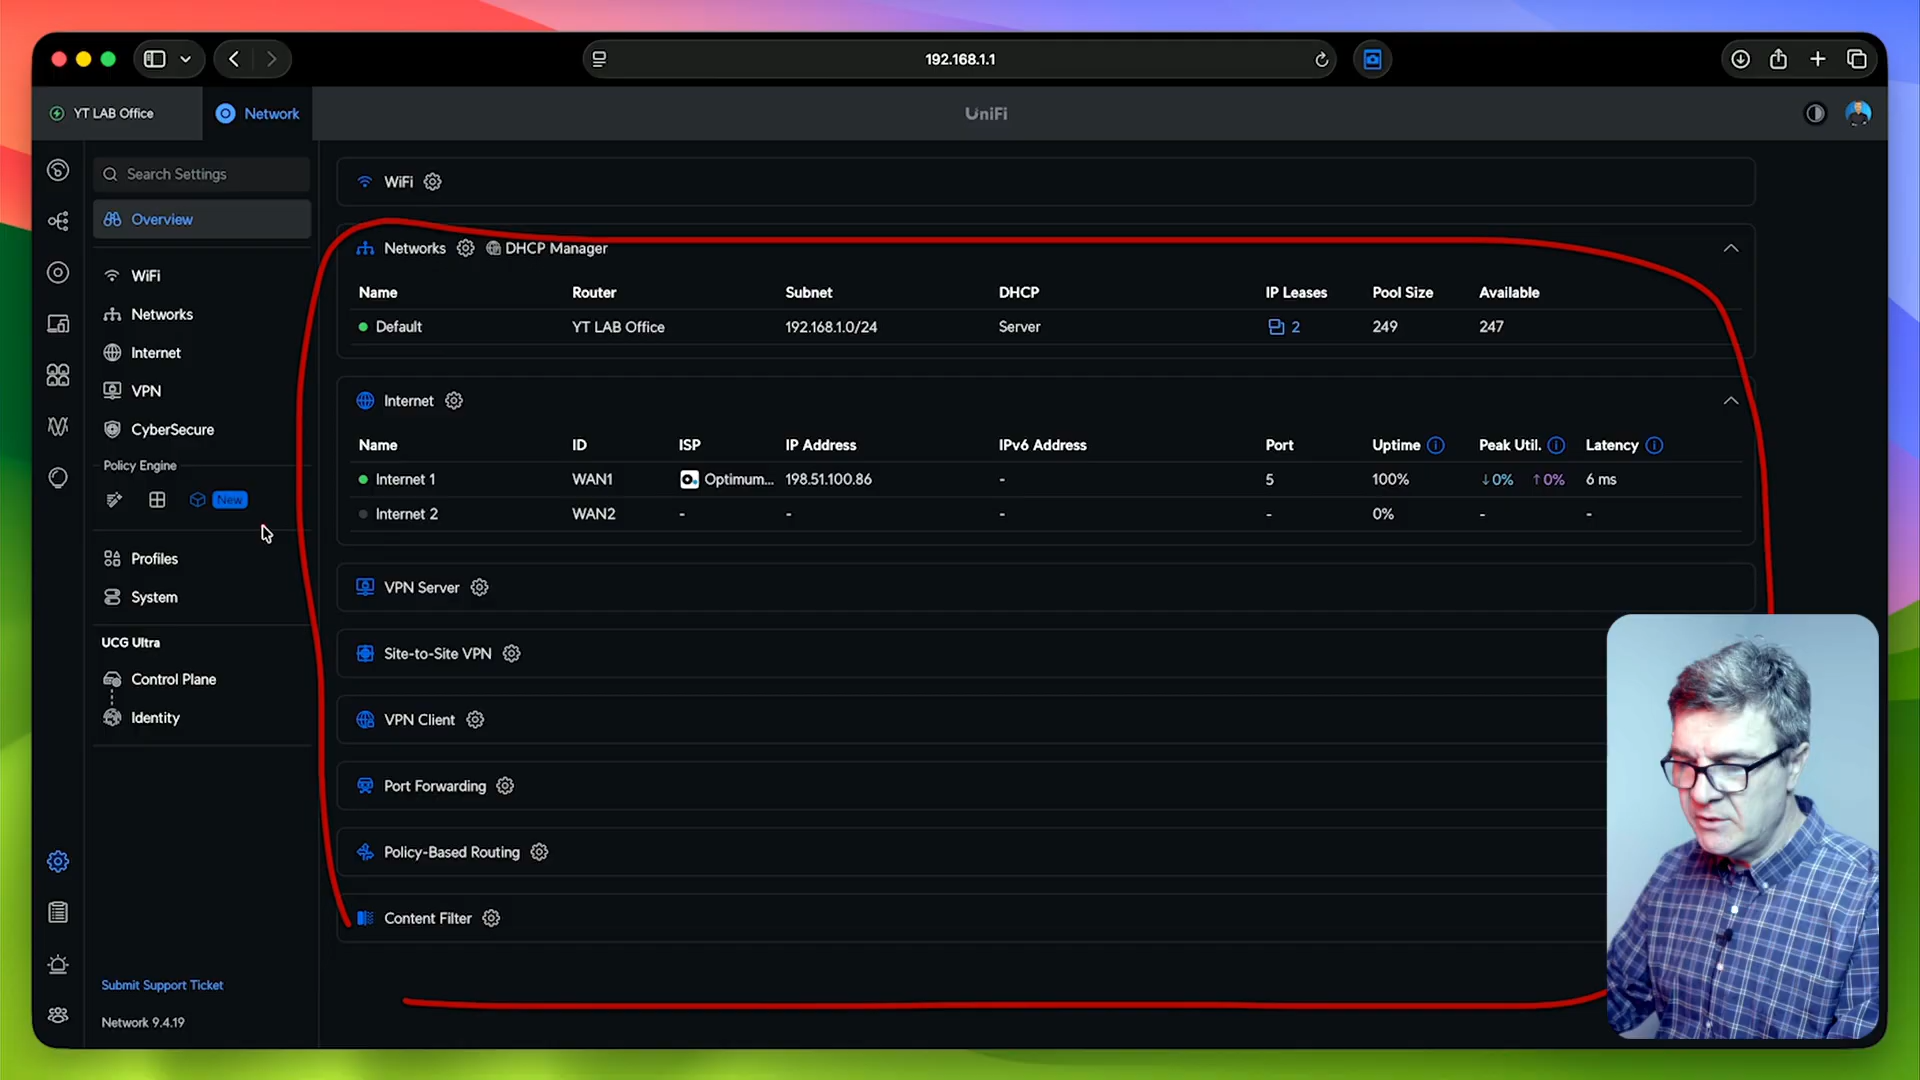 192.168.1.1
YT LAB Office
Network
UniFi
Search Settings
Overview
WiFi
Networks
Internet
VPN
CyberSecure
Policy Engine
New
Profiles
System
UCG Ultra
Control Plane
Identity
Submit Support Ticket
Network 9.4.19
WiFi
Networks DHCP Manager
Name Router Subnet DHCP IP Leases Pool Size Available
Default YT LAB Office 192.168.1.0/24 Server 2 249 247
Internet
Name ID ISP IP Address IPv6 Address Port Uptime Peak Util. Latency
Internet 1 WAN1 Optimum... 198.51.100.86 - 5 100% ↓0% ↑0% 6 ms
Internet 2 WAN2 - - - - 0% - -
VPN Server
Site-to-Site VPN
VPN Client
Port Forwarding
Policy-Based Routing
Content Filter